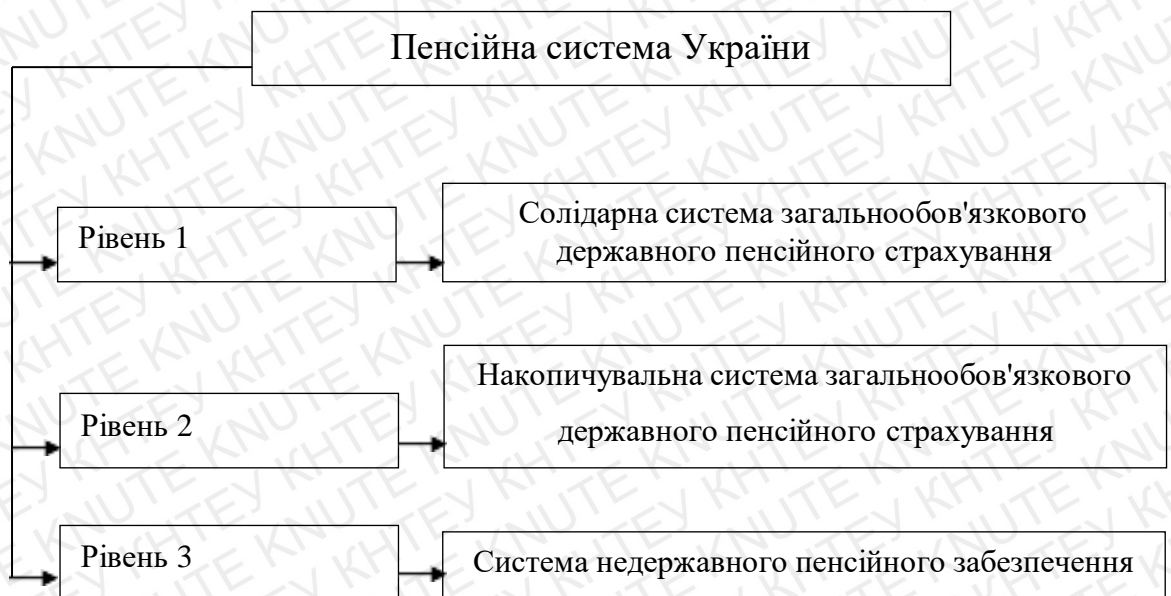 Пенсійна система України
Рівень 1
Солідарна система загальнообов'язкового
державного пенсійного страхування
Рівень 2
Накопичувальна система загальнообов'язкового
державного пенсійного страхування
Рівень 3
Система недержавного пенсійного забезпечення